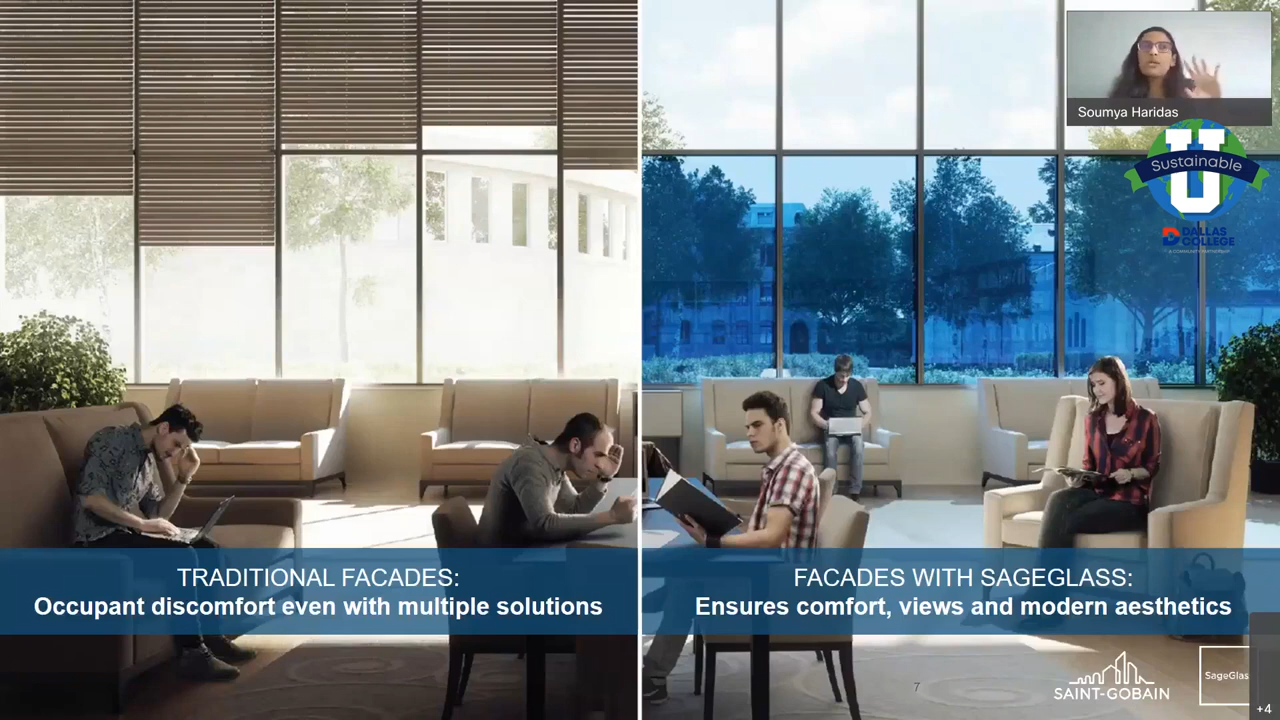 Soumya Haridas
Sustainable
U
DALLAS
COLLEGE
TRADITIONAL FACADES:
Occupant discomfort even with multiple solutions
FACADES WITH SAGEGLASS:
Ensures comfort, views and modern aesthetics
7
SAINT-GOBAIN
SageGlas
+4